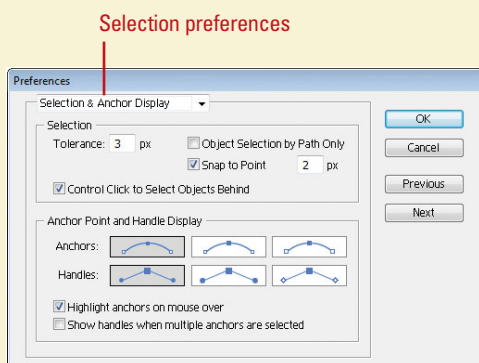 Selection preferences
Preferences
Selection & Anchor Display
Selection
Tolerance: 3 px
Object Selection by Path Only
Snap to Point 2 px
Control Click to Select Objects Behind
Anchor Point and Handle Display
Anchors:
Handles:
Highlight anchors on mouse over
Show handles when multiple anchors are selected
OK
Cancel
Previous
Next